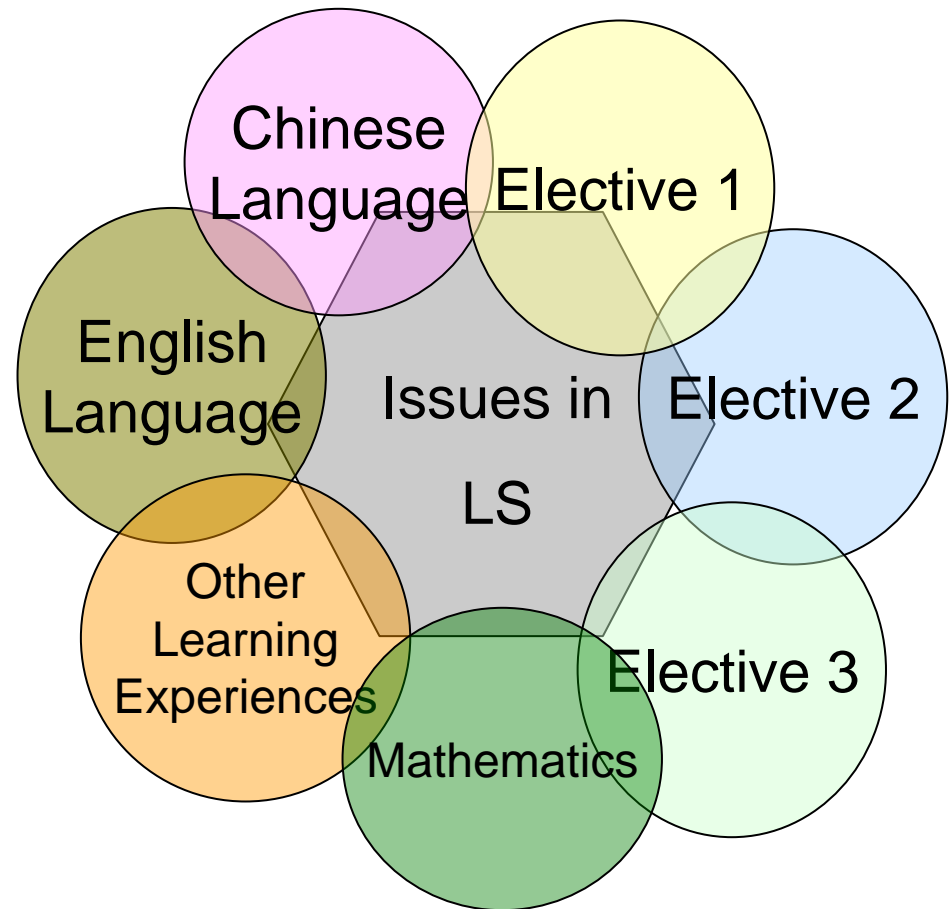 Chinese
Language
Elective 1
English
Language
Issues in
LS
Elective 2
Other
Learning
Experiences
Elective 3
Mathematics